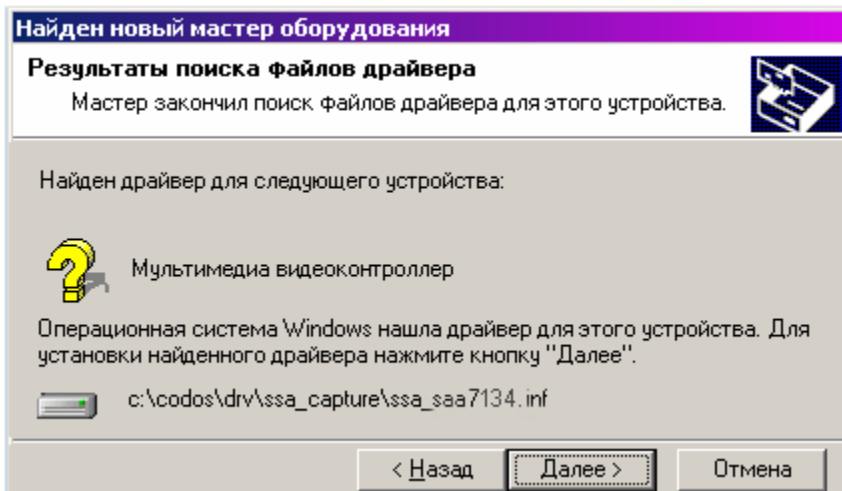 Найден новый мастер оборудования
Результаты поиска файлов драйвера
Мастер закончил поиск файлов драйвера для этого устройства.
Найден драйвер для следующего устройства:
Мультимедиа видеоконтроллер
Операционная система Windows нашла драйвер для этого устройства. Для
установки найденного драйвера нажмите кнопку "Далее".
c:\codos\drv\ssa_capture\ssa_saa7134.inf
< Назад
Далее >
Отмена